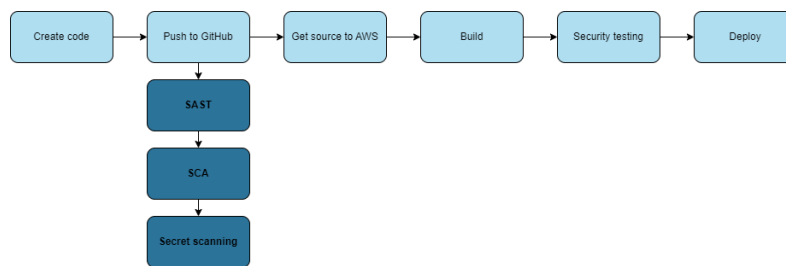 Create code
Push to GitHub
Get source to AWS
Build
Security testing
Deploy
SAST
SCA
Secret scanning